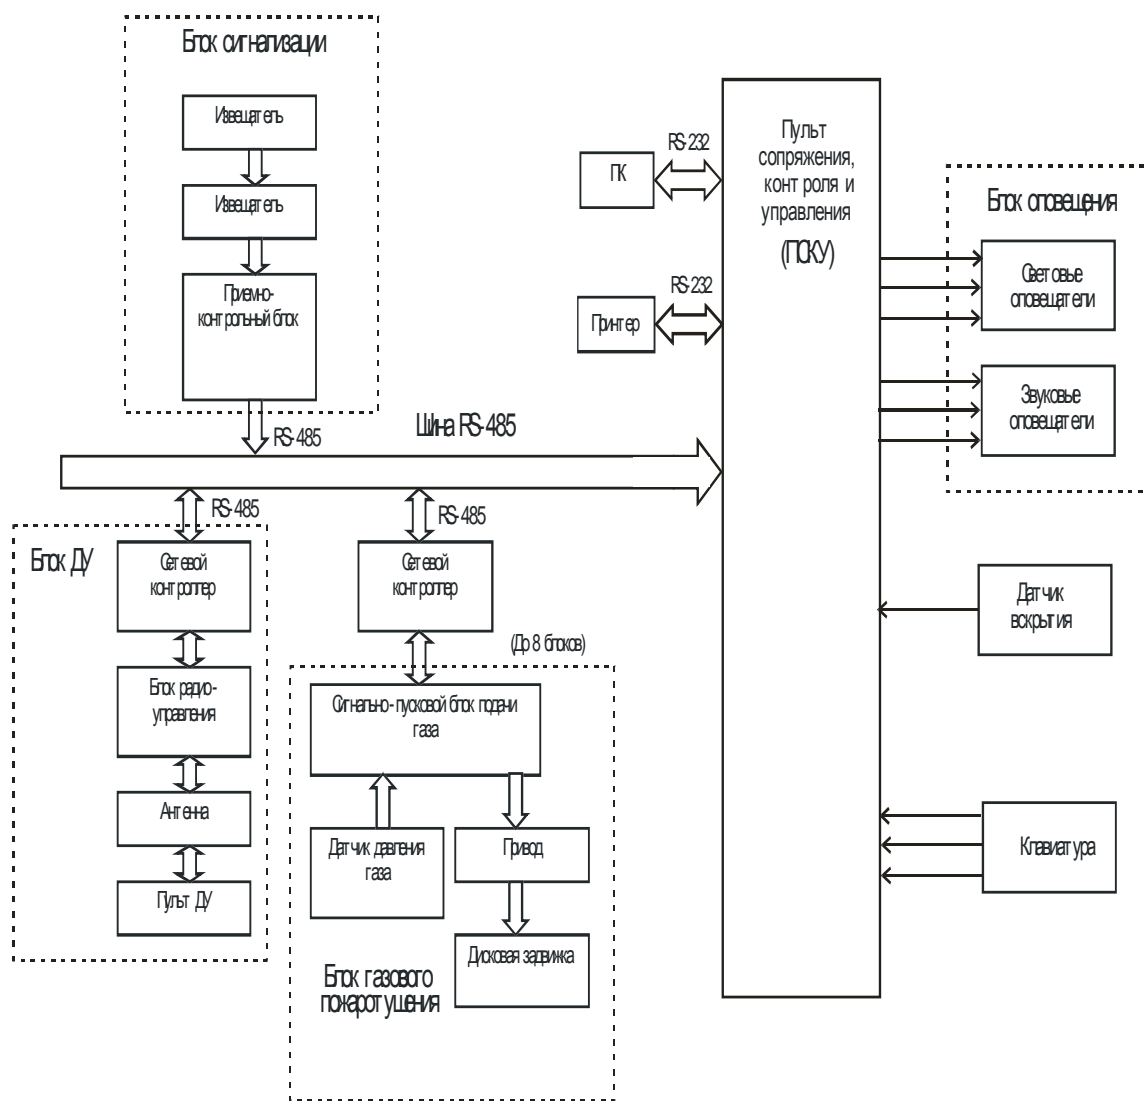 Блок сигнализации
Извещатель
Извещатель
Приемно-
контрольный блок
RS-485
Шина RS-485
ПК
RS-232
Принтер
RS-232
Пульт
сопряжения,
контроля и
управления
(ПСКУ)
Блок оповещения
Световые
оповещатели
Звуковые
оповещатели
Датчик
вскрытия
Клавиатура
RS-485
Блок ДУ
Сетевой
контроллер
Блок радио-
управления
Антенна
Пульт ДУ
RS-485
Сетевой
контроллер
(До 8 блоков)
Сигнально-пусковой блок подачи
газа
Датчик давления
газа
Привод
Дисковая задвижка
Блок газового
пожаротушения